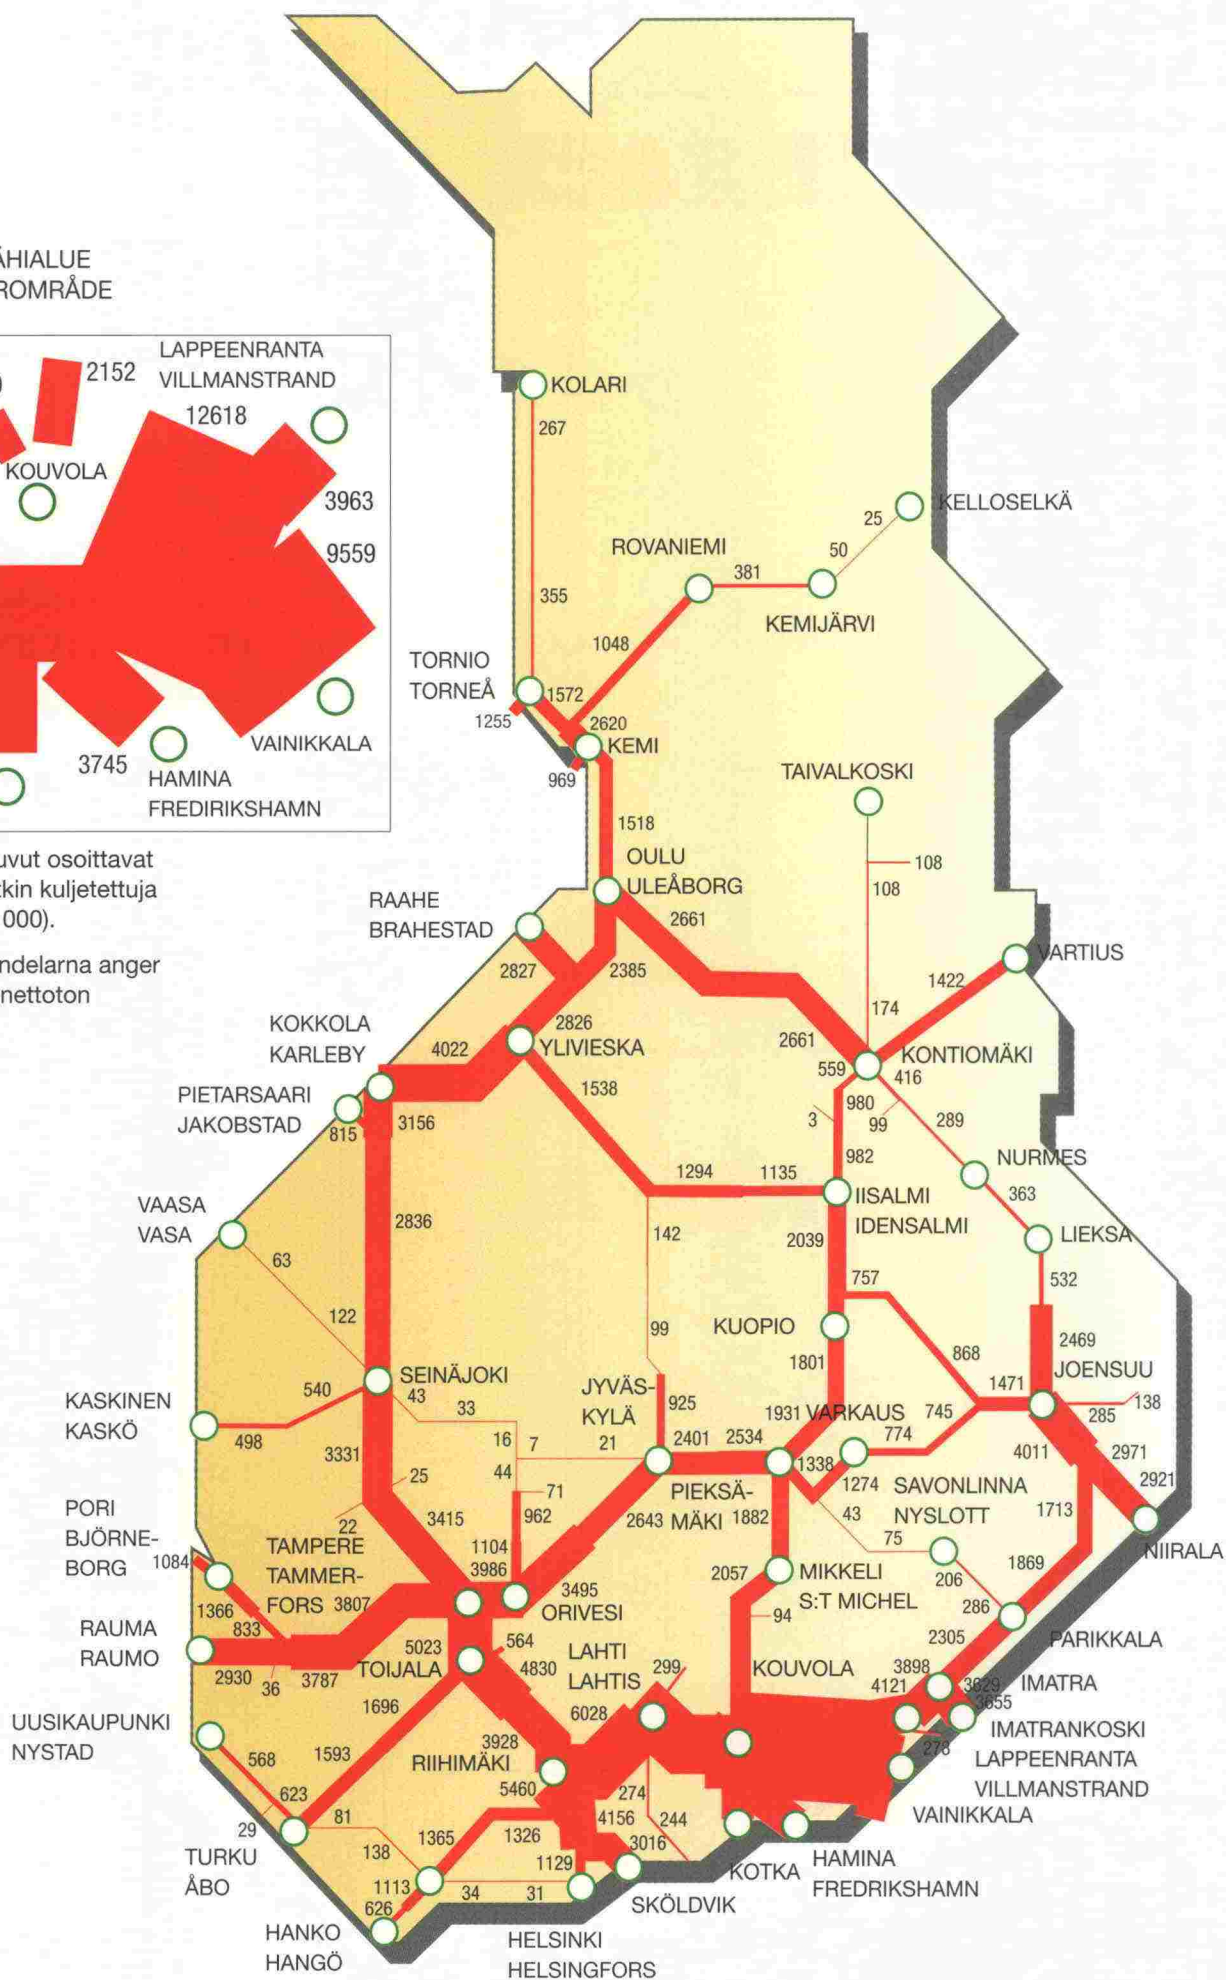 ÄHIALUE
ROMRÅDE
LAPPEENRANTA
VILLMANSTRAND
2152
12618
KOUVOLA
3963
9559
VAINIKKALA
3745
HAMINA
FREDIRIKSHAMN
uvut osoittavat
tkin kuljetettuja
000).
ndelarna anger
nettoton
KOLARI
267
355
KELLOSELKÄ
25
50
ROVANIEMI
381
KEMIJÄRVI
1048
TORNIO
TORNEÅ
1572
1255
2620
KEMI
969
TAIVALKOSKI
1518
108
108
OULU
ULEÅBORG
RAAHE
BRAHESTAD
2661
2827
2385
VARTIUS
1422
174
2826
YLIVIESKA
KOKKOLA
KARLEBY
4022
2661
KONTIOMÄKI
559
416
PIETARSAARI
JAKOBSTAD
815
3156
1538
980
3
99
289
982
NURMES
363
1294
1135
IISALMI
IDENSALMI
LIEKSA
VAASA
VASA
2836
142
2039
63
757
532
122
99
KUOPIO
2469
868
1801
JOENSUU
SEINÄJOKI
540
43
33
JYVÄS-
KYLÄ
925
1471
138
KASKINEN
KASKÖ
498
1931
VARKAUS
745
285
16
7
21
2401
2534
774
4011
2971
3331
44
1338
1274
2921
25
71
PIEKSÄ-
MÄKI
SAVONLINNA
NYSLOTT
1713
PORI
BJÖRNE-
BORG
22
3415
962
2643
1882
43
75
NIIRALA
1084
TAMPERE
TAMMER-
FORS
1104
3986
2057
MIKKELI
S:T MICHEL
206
1869
3807
3495
ORIVESI
286
1366
833
94
PARIKKALA
RAUMA
RAUMO
5023
564
LAHTI
LAHTIS
2305
2930
36
3787
TOIJALA
4830
299
KOUVOLA
3898
4121
3629
3655
IMATRA
1696
6028
IMATRANKOSKI
UUSIKAUPUNKI
NYSTAD
568
1593
3928
278
LAPPEENRANTA
VILLMANSTRAND
RIIHIMÄKI
5460
274
VAINIKKALA
623
81
29
4156
244
138
1365
1326
3016
TURKU
ÅBO
1129
KOTKA
HAMINA
FREDRIKSHAMN
1113
34
31
SKÖLDVIK
626
HANKO
HANGÖ
HELSINKI
HELSINGFORS